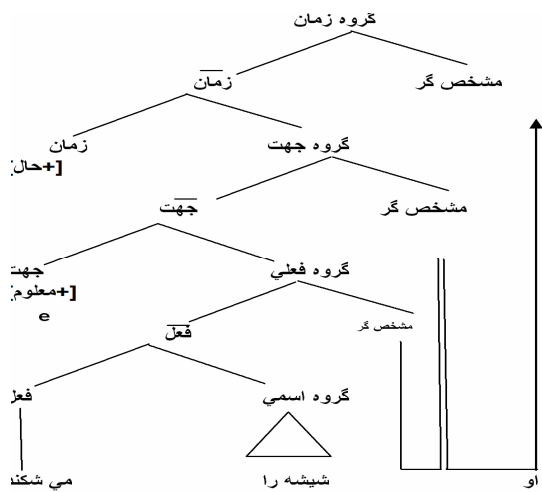 گروه زمان
مشخص گر
زمان
گروه جهت
زمان
[+حال]
مشخص گر
جهت
گروه فعلي
جهت
[+معلوم]
e
مشخص گر
فعل
گروه اسمي
فعل
او
شيشه را
مي شکند